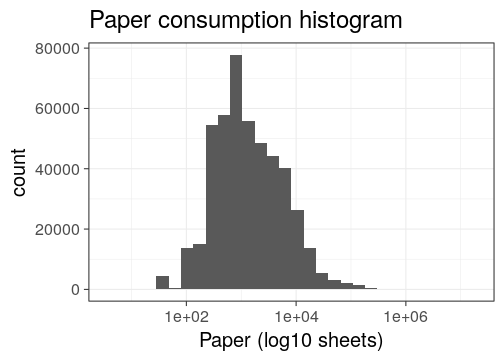 Paper consumption histogram
80000
60000
40000
20000
0
count
1e+02 1e+04 1e+06
Paper (log10 sheets)